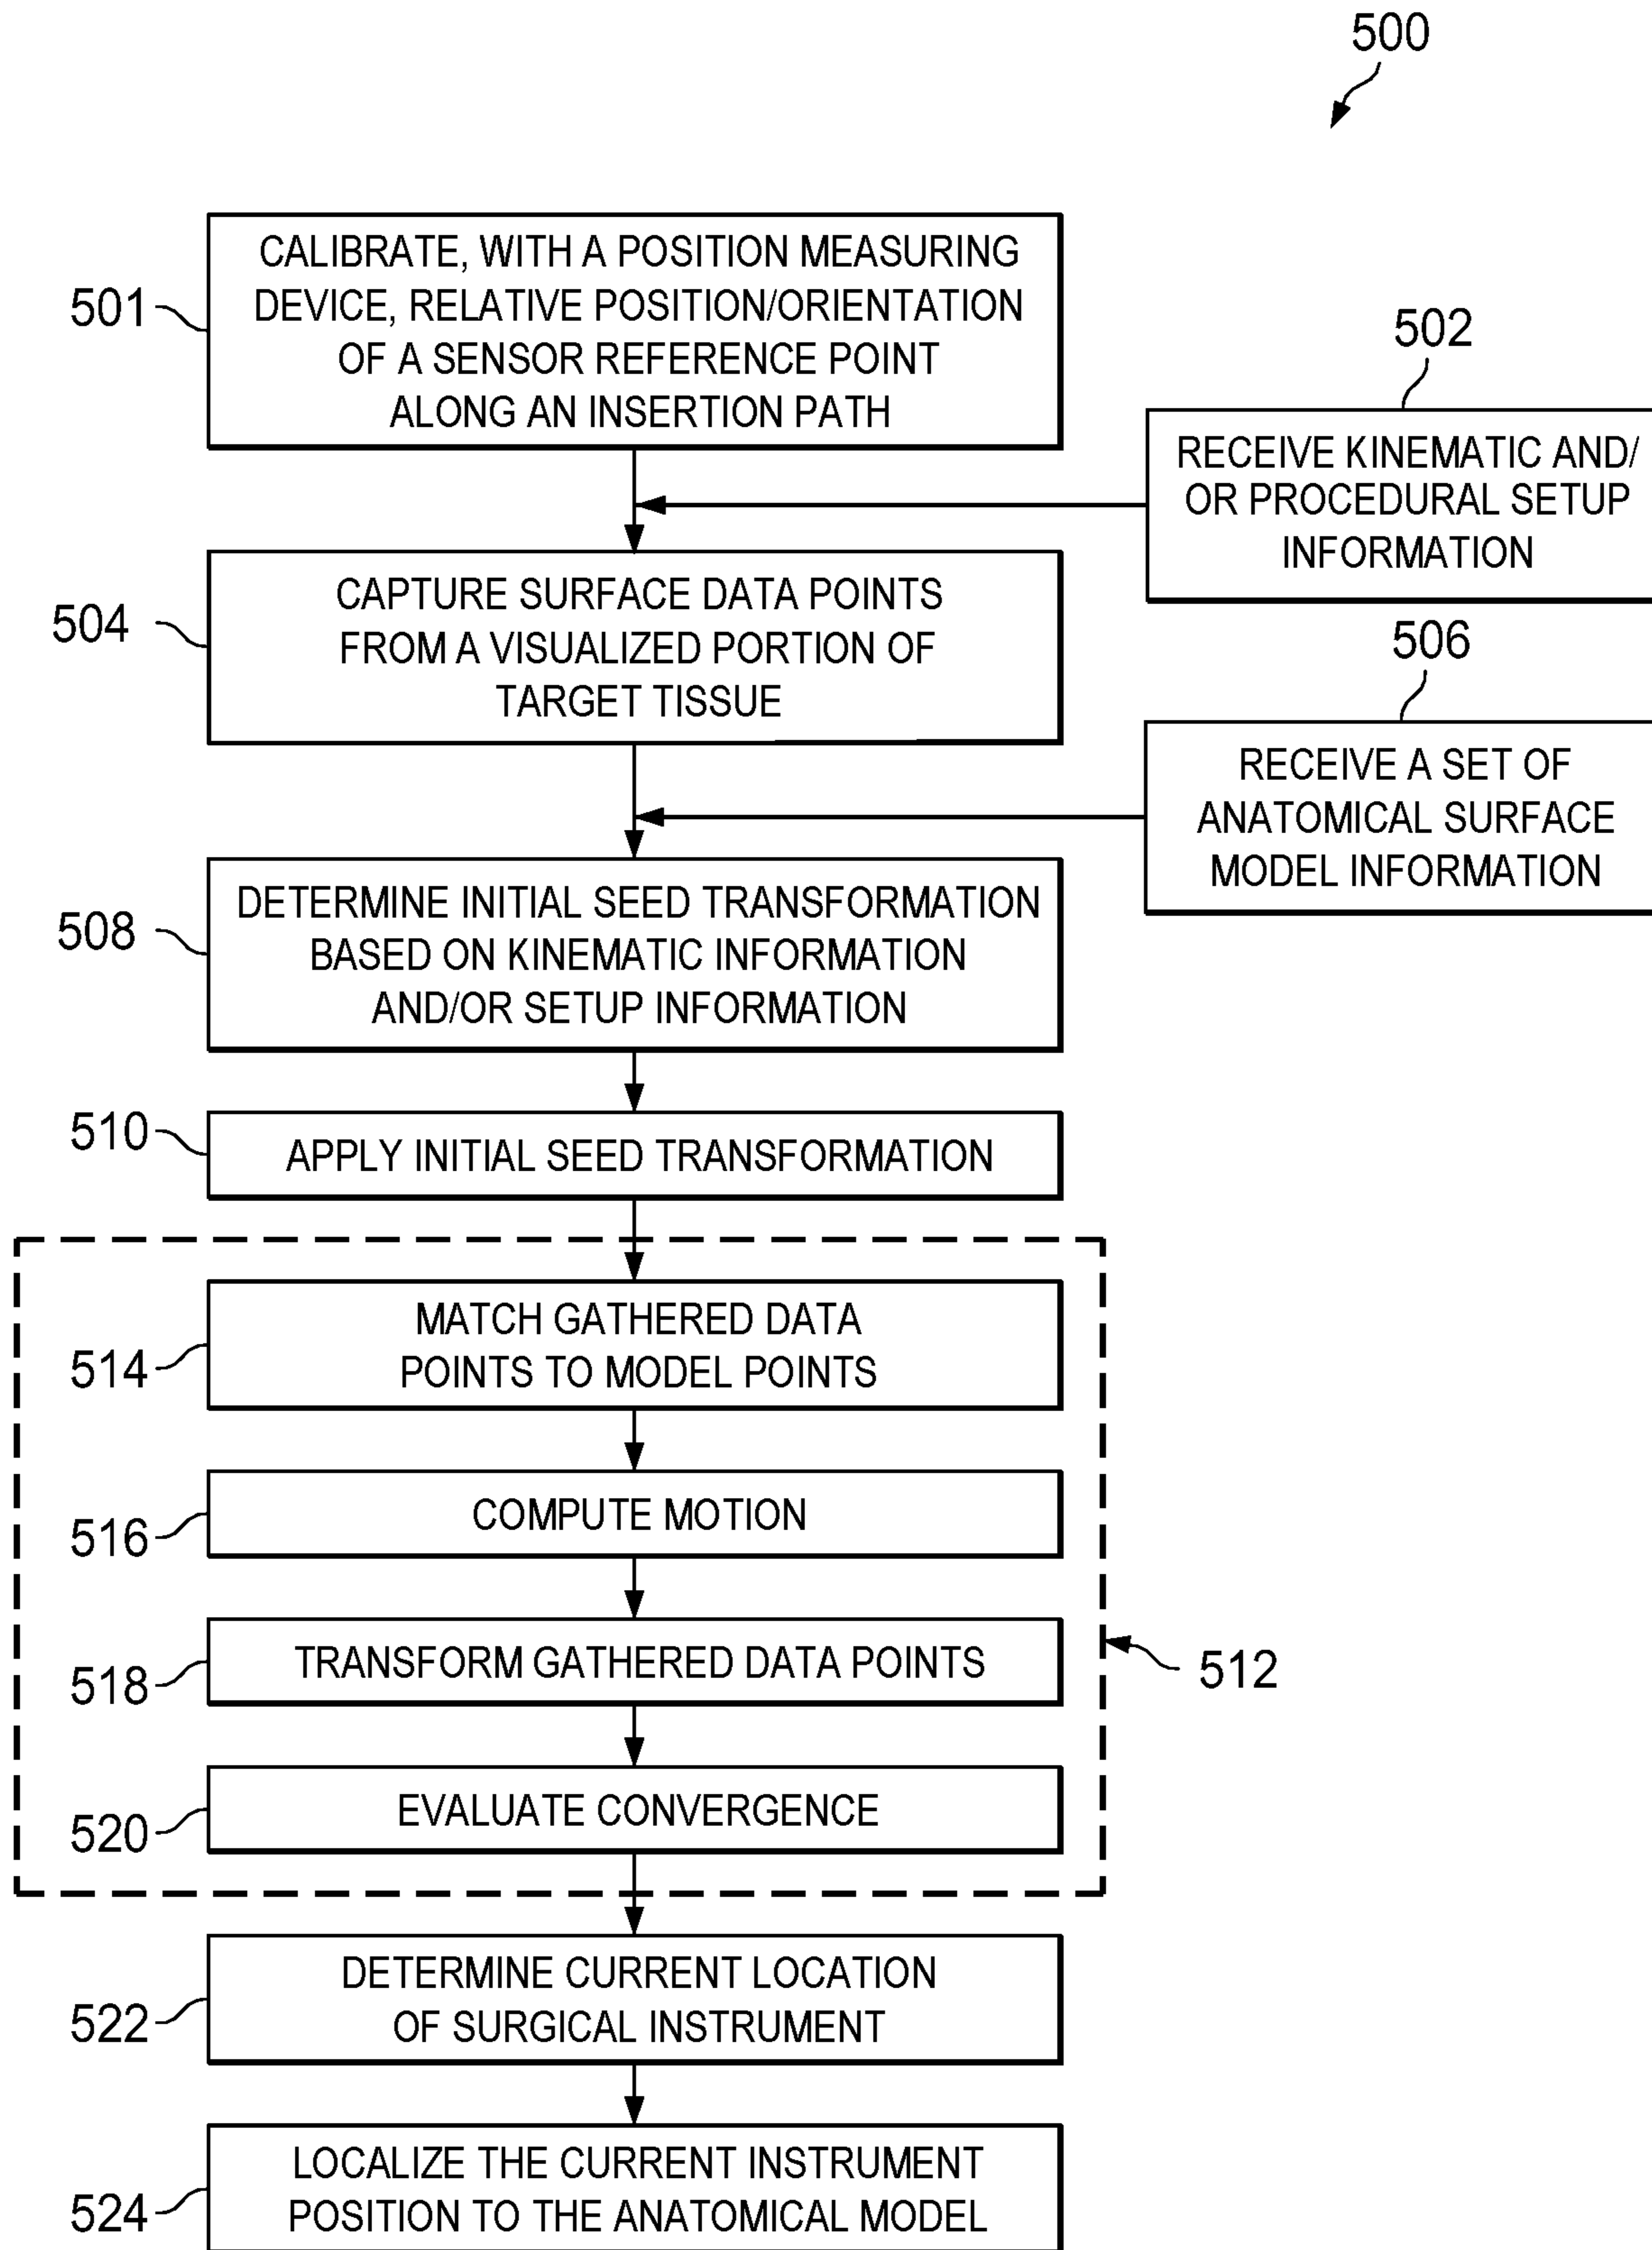 500
501
CALIBRATE, WITH A POSITION MEASURING
DEVICE, RELATIVE POSITION/ORIENTATION
OF A SENSOR REFERENCE POINT
ALONG AN INSERTION PATH
502
RECEIVE KINEMATIC AND/
OR PROCEDURAL SETUP
INFORMATION
504
CAPTURE SURFACE DATA POINTS
FROM A VISUALIZED PORTION OF
TARGET TISSUE
506
RECEIVE A SET OF
ANATOMICAL SURFACE
MODEL INFORMATION
508
DETERMINE INITIAL SEED TRANSFORMATION
BASED ON KINEMATIC INFORMATION
AND/OR SETUP INFORMATION
510
APPLY INITIAL SEED TRANSFORMATION
514
MATCH GATHERED DATA
POINTS TO MODEL POINTS
516
COMPUTE MOTION
518
TRANSFORM GATHERED DATA POINTS
512
520
EVALUATE CONVERGENCE
522
DETERMINE CURRENT LOCATION
OF SURGICAL INSTRUMENT
524
LOCALIZE THE CURRENT INSTRUMENT
POSITION TO THE ANATOMICAL MODEL